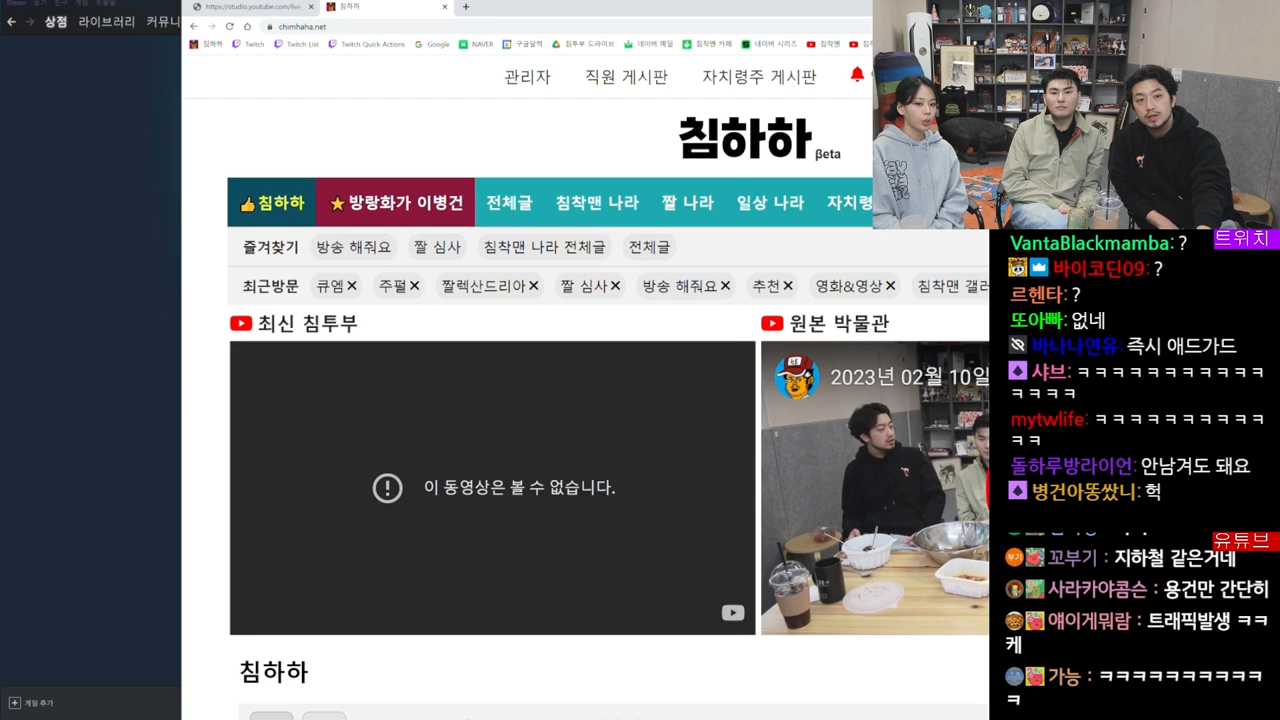 상점 라이브러리 커뮤니
https://studio.youtube.com/live
침하하
chimhaha.net
침하하 Twitch Twitch List Twitch Quick Actions Google NAVER 구글달력 침투부 드라이브 네이버 메일 침착맨 카페 네이버 시리즈 침착맨
관리자 직원 게시판 자치령주 게시판
침하하 βeta
침하하 방랑화가 이병건 전체글 침착맨 나라 짤 나라 일상 나라 자치령
즐겨찾기 방송 해줘요 짤 심사 침착맨 나라 전체글 전체글
최근방문 큐엠✕ 주펄✕ 짤렉산드리아✕ 짤 심사✕ 방송 해줘요✕ 추천✕ 영화&영상✕ 침착맨 갤러
최신 침투부
원본 박물관
이 동영상은 볼 수 없습니다.
2023년 02월 10일
침하하
게임 추가
트위치
VantaBlackmamba: ?
바이코딘09: ?
르헨타: ?
또아빠: 없네
바나나연유: 즉시 애드가드
샤브: ㅋㅋㅋㅋㅋㅋㅋㅋㅋㅋㅋ
ㅋㅋㅋㅋ
mytwlife: ㅋㅋㅋㅋㅋㅋㅋㅋㅋㅋ
ㅋㅋ
돌하루방라이언: 안남겨도 돼요
병건아똥쌌니: 헉
유튜브
꼬부기 : 지하철 같은거네
사라카야콤슨 : 용건만 간단히
얘이게뭐람 : 트래픽발생 ㅋㅋ
케
가능 : ㅋㅋㅋㅋㅋㅋㅋㅋㅋㅋ
ㅋ